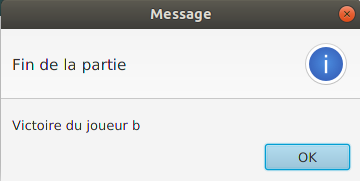 Message
Fin de la partie
Victoire du joueur b
OK